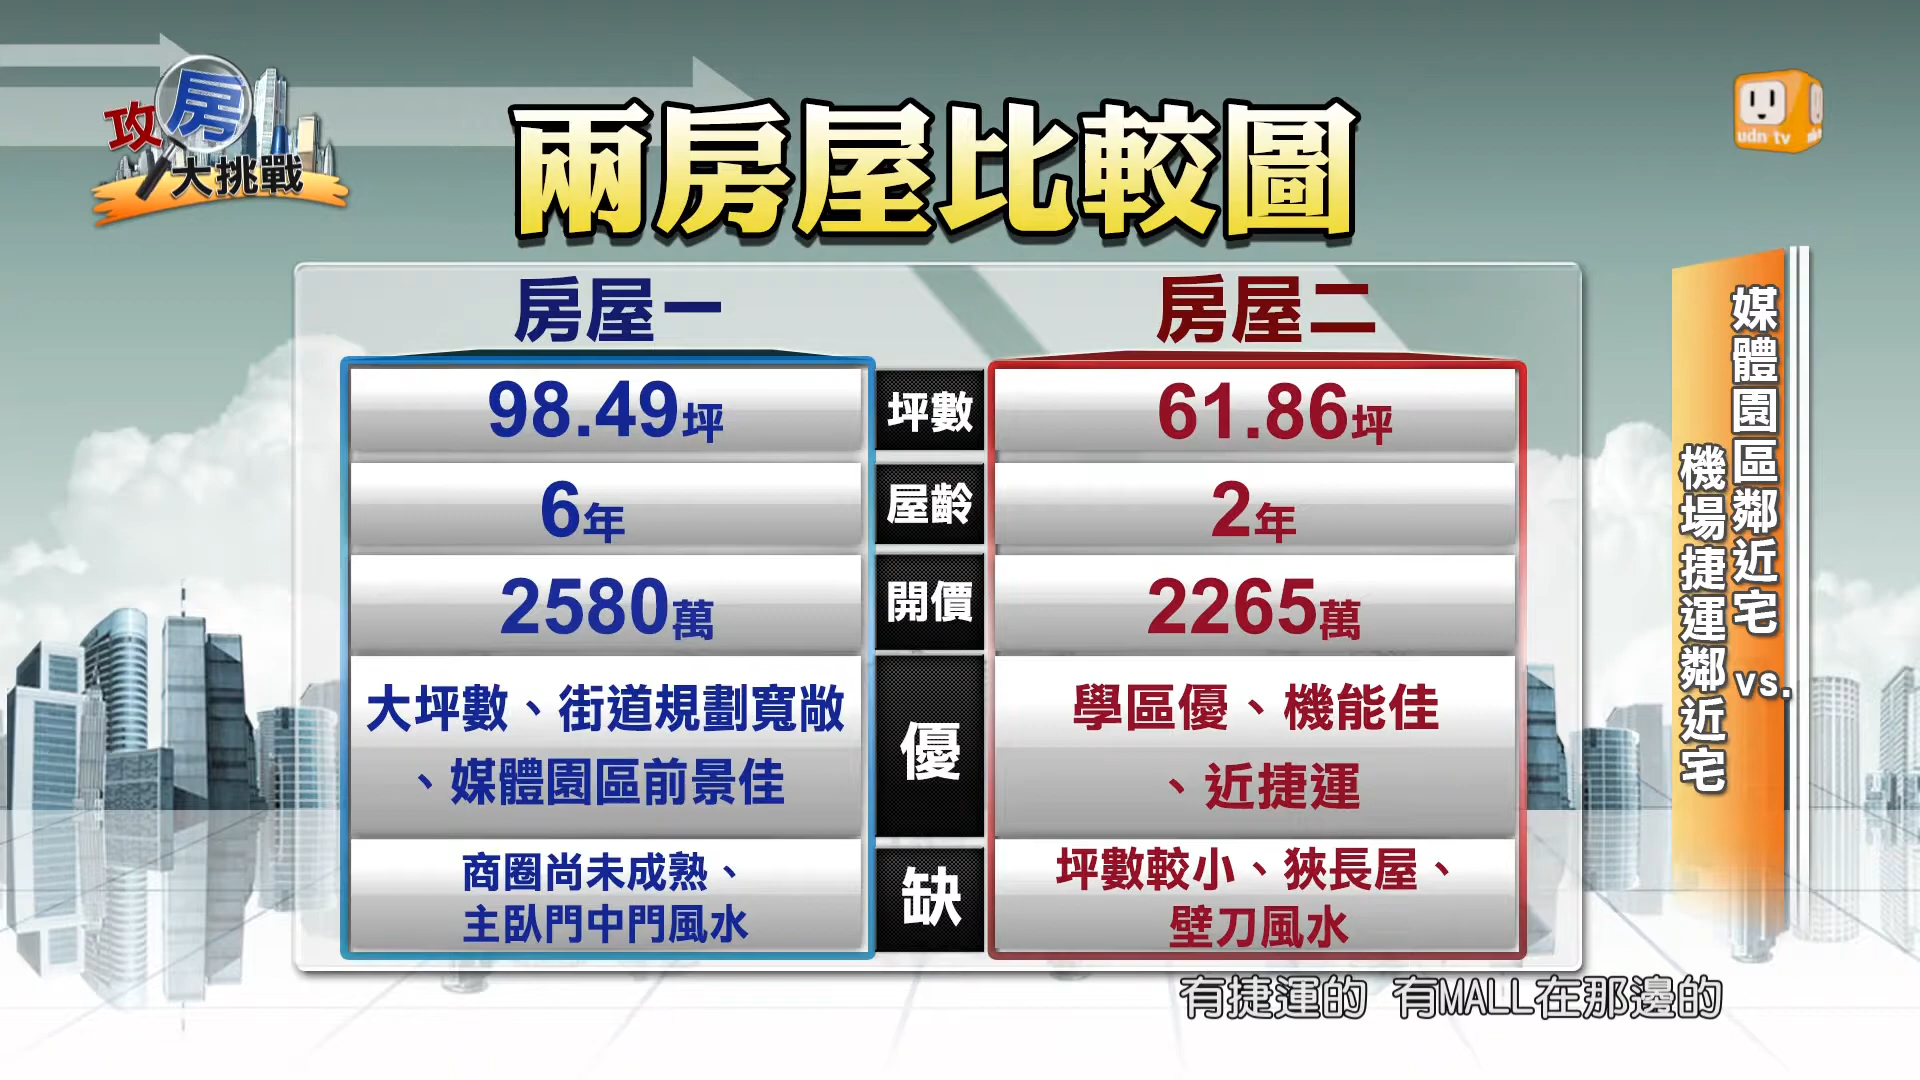 攻房
大挑戰
兩房屋比較圖
udn tv
房屋一
房屋二
98.49坪
坪數
61.86坪
6年
屋齡
2年
2580萬
開價
2265萬
大坪數、街道規劃寬敞
、媒體園區前景佳
優
學區優、機能佳
、近捷運
商圈尚未成熟、
主臥門中門風水
缺
坪數較小、狹長屋、
壁刀風水
媒體園區鄰近宅 vs.
機場捷運鄰近宅
有捷運的 有MALL在那邊的